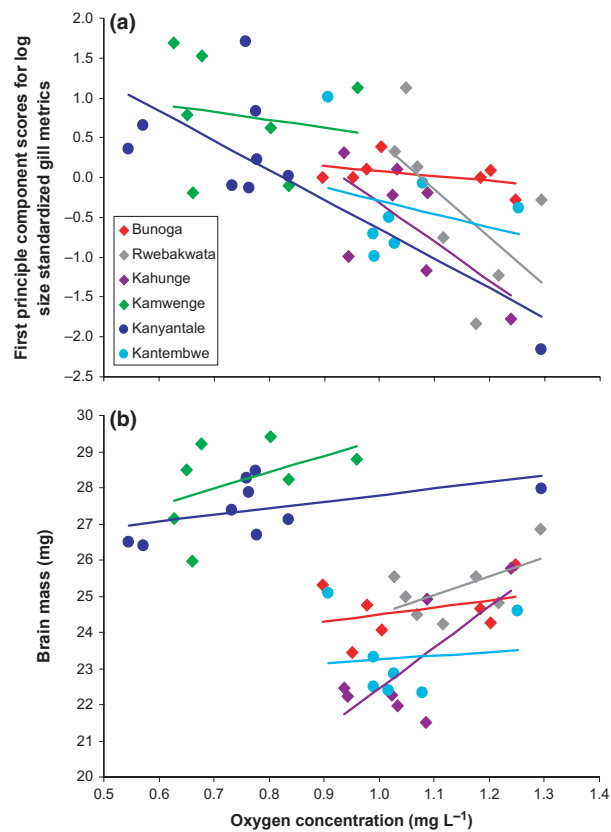 (a)
2.0
1.5
1.0
0.5
0.0
–0.5
–1.0
–1.5
–2.0
–2.5
First principle component scores for log
size standardized gill metrics
Bunoga
Rwebakwata
Kahunge
Kamwenge
Kanyantale
Kantembwe
(b)
30
29
28
27
26
25
24
23
22
21
20
Brain mass (mg)
0.5 0.6 0.7 0.8 0.9 1.0 1.1 1.2 1.3 1.4
Oxygen concentration (mg L–1)